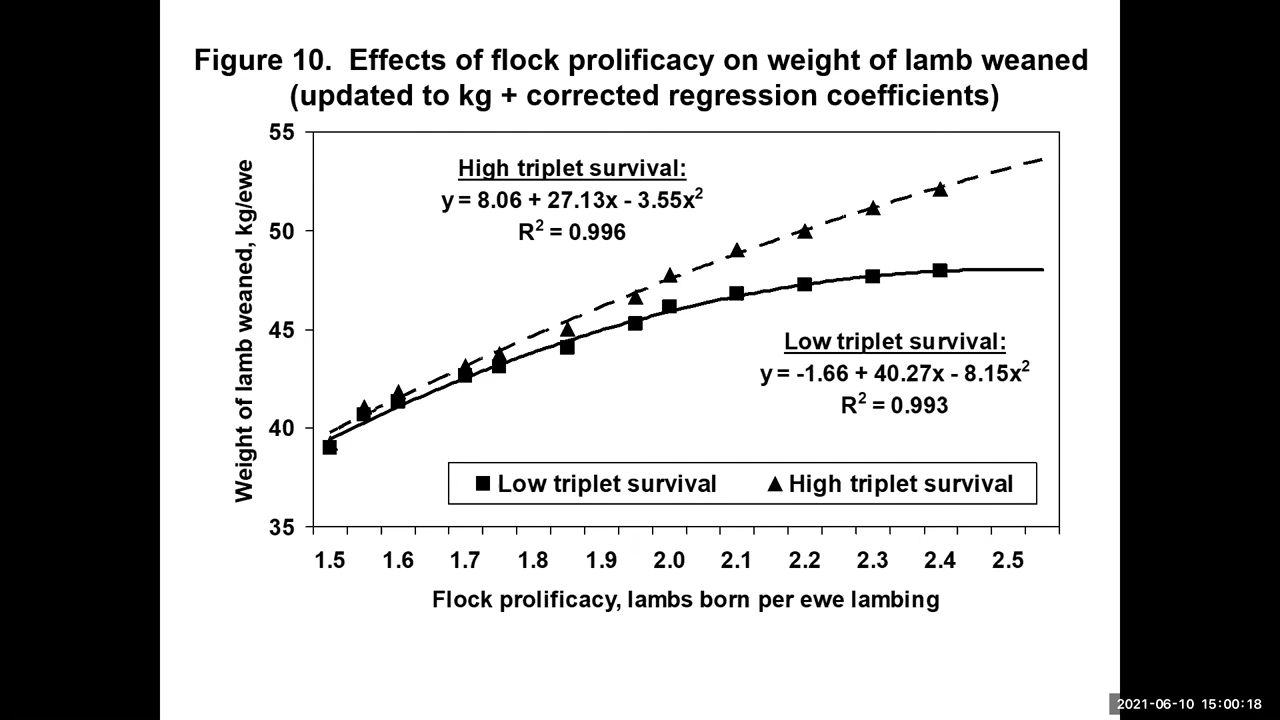 Figure 10.  Effects of flock prolificacy on weight of lamb weaned
(updated to kg + corrected regression coefficients)
Weight of lamb weaned, kg/ewe
55
50
45
40
35
High triplet survival:
y = 8.06 + 27.13x - 3.55x²
R² = 0.996
Low triplet survival:
y = -1.66 + 40.27x - 8.15x²
R² = 0.993
Low triplet survival High triplet survival
1.5 1.6 1.7 1.8 1.9 2.0 2.1 2.2 2.3 2.4 2.5
Flock prolificacy, lambs born per ewe lambing
2021-06-10 15:00:18